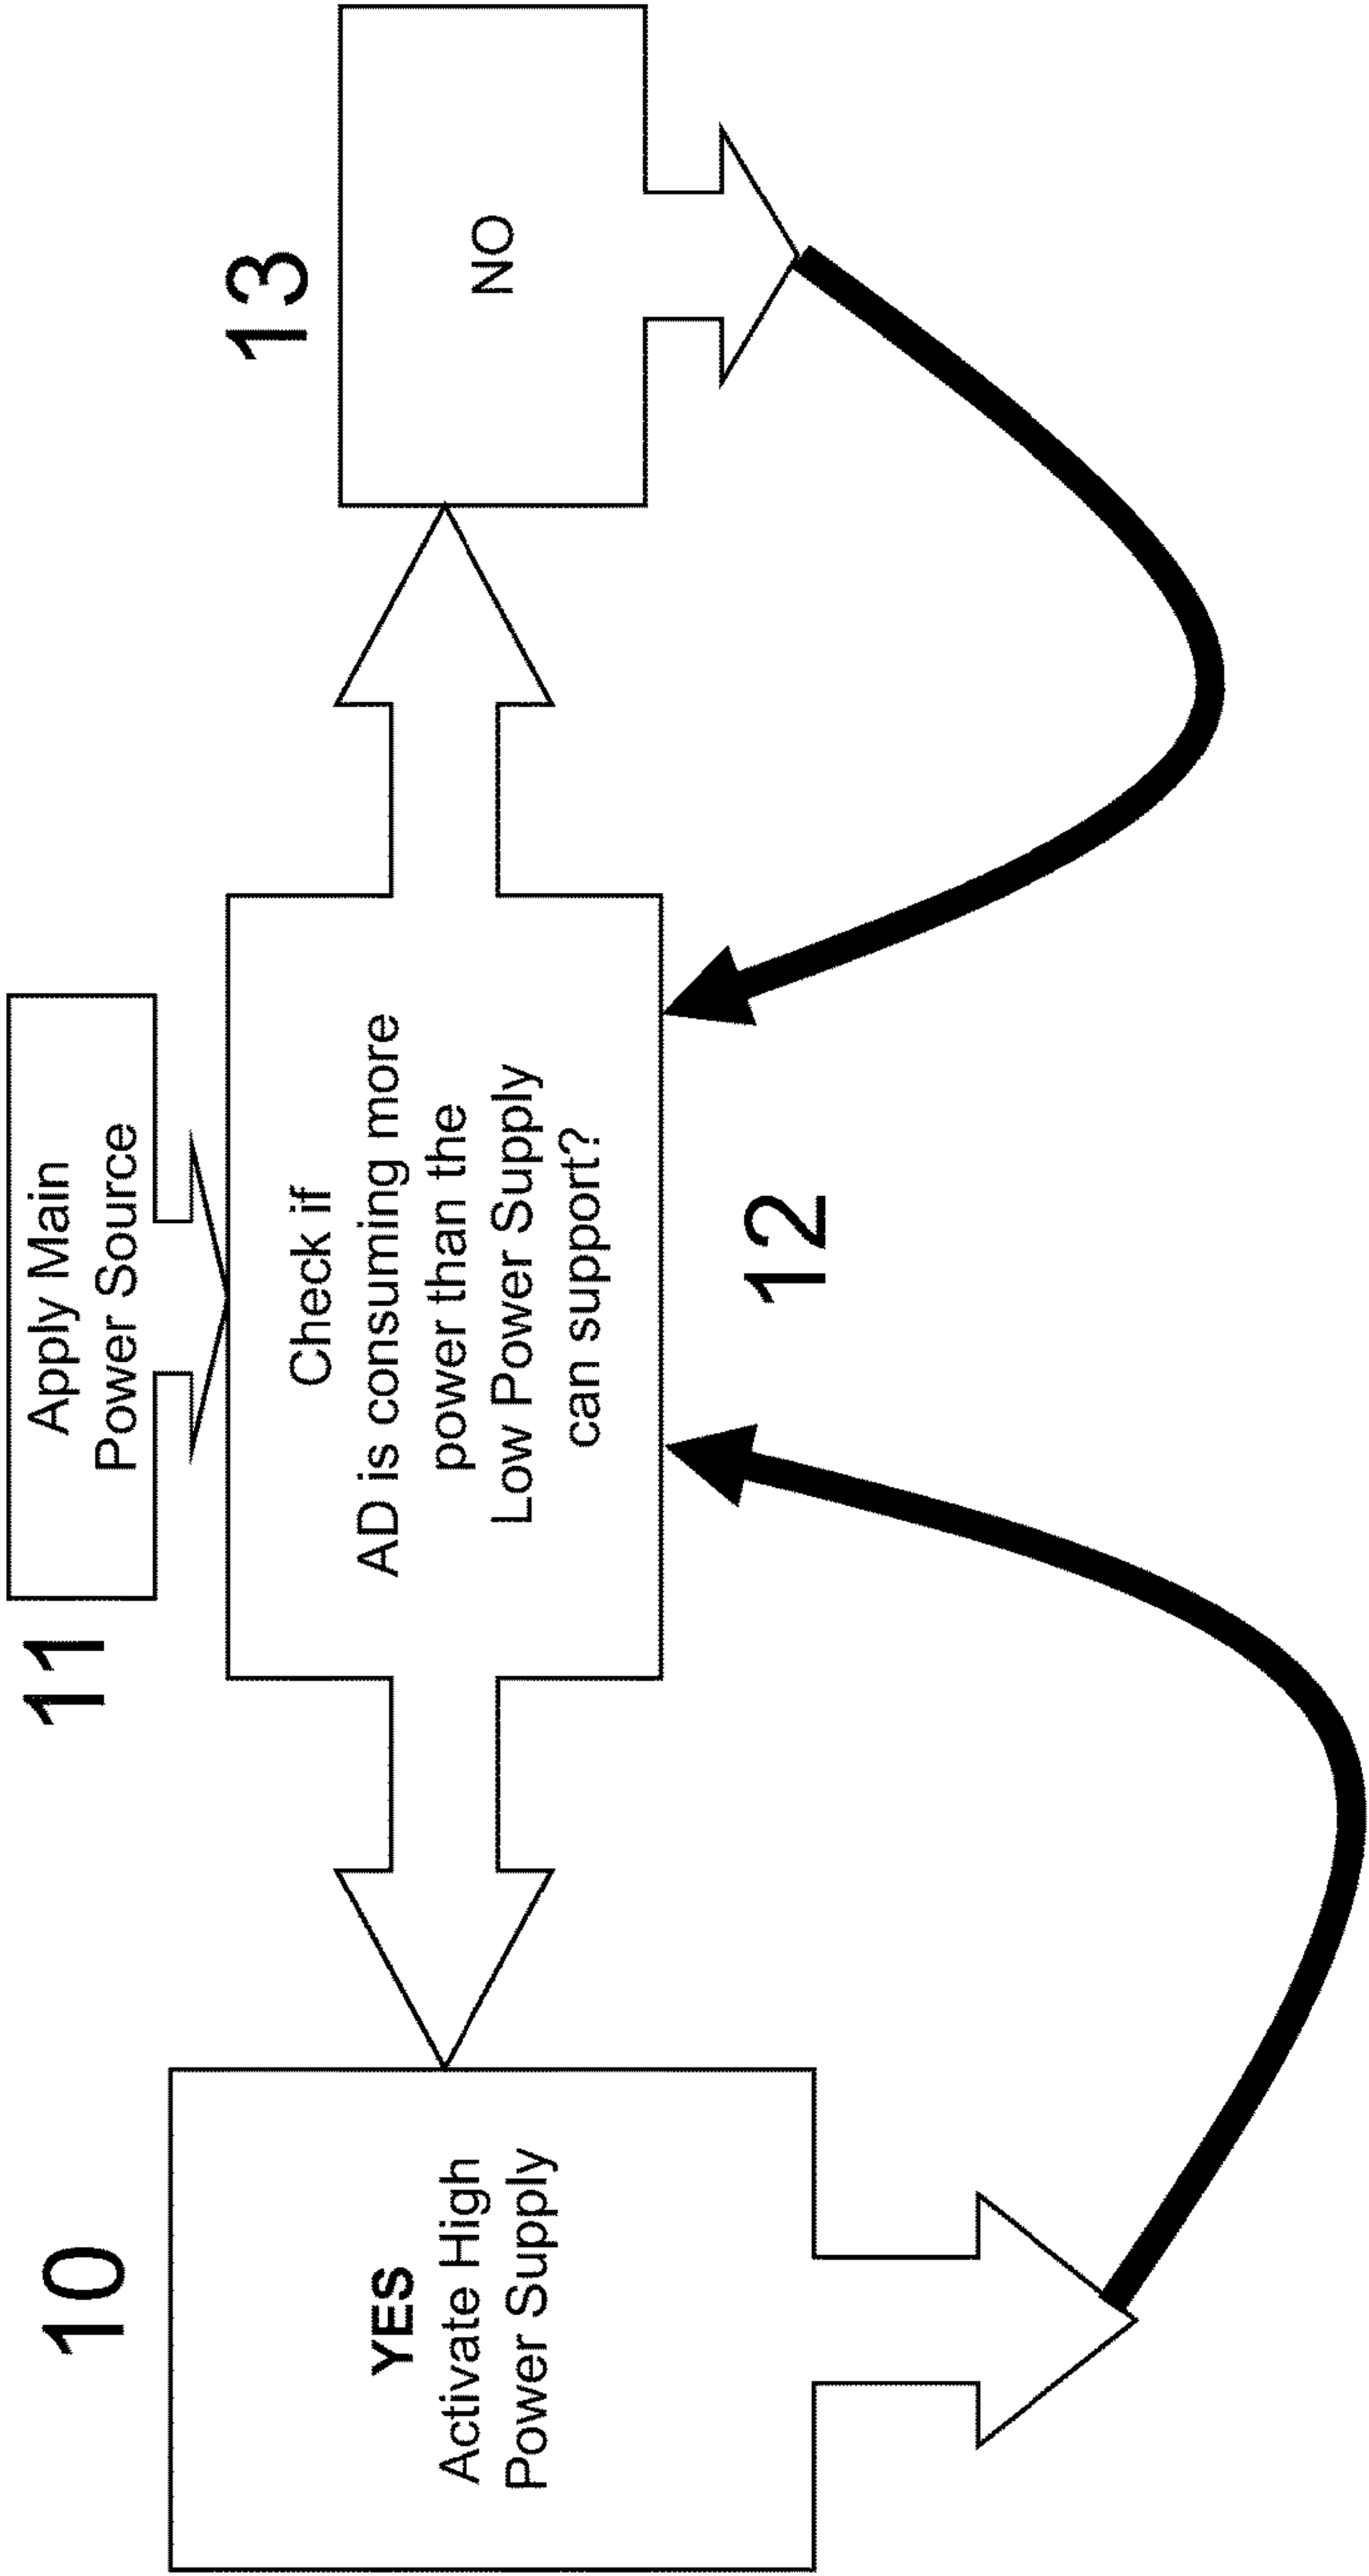 11
Apply Main
Power Source
10
YES
Activate High
Power Supply
Check if
AD is consuming more
power than the
Low Power Supply
can support?
12
13
NO